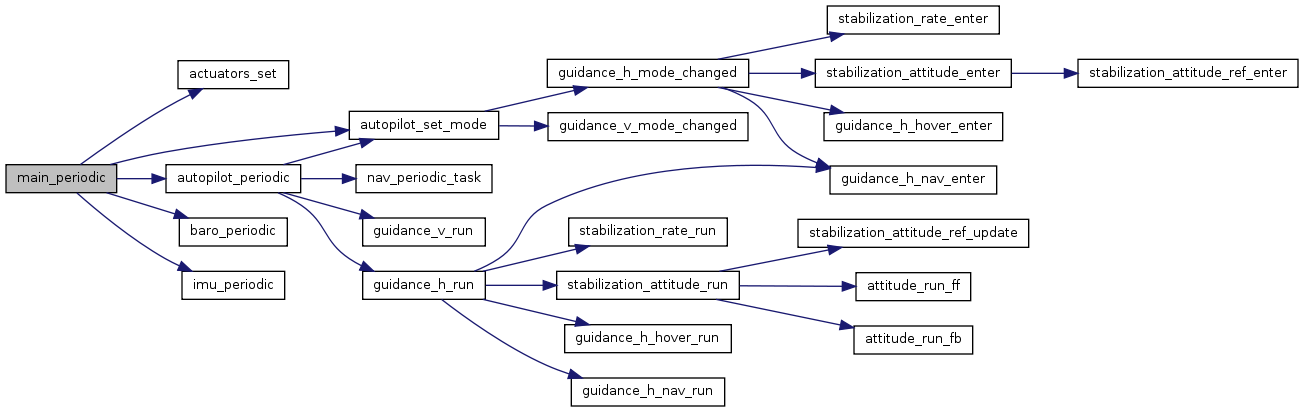 main_periodic
actuators_set
autopilot_periodic
baro_periodic
imu_periodic
autopilot_set_mode
nav_periodic_task
guidance_v_run
guidance_h_run
guidance_h_mode_changed
guidance_v_mode_changed
stabilization_rate_run
stabilization_attitude_run
guidance_h_hover_run
guidance_h_nav_run
stabilization_rate_enter
stabilization_attitude_enter
guidance_h_hover_enter
guidance_h_nav_enter
stabilization_attitude_ref_update
attitude_run_ff
attitude_run_fb
stabilization_attitude_ref_enter